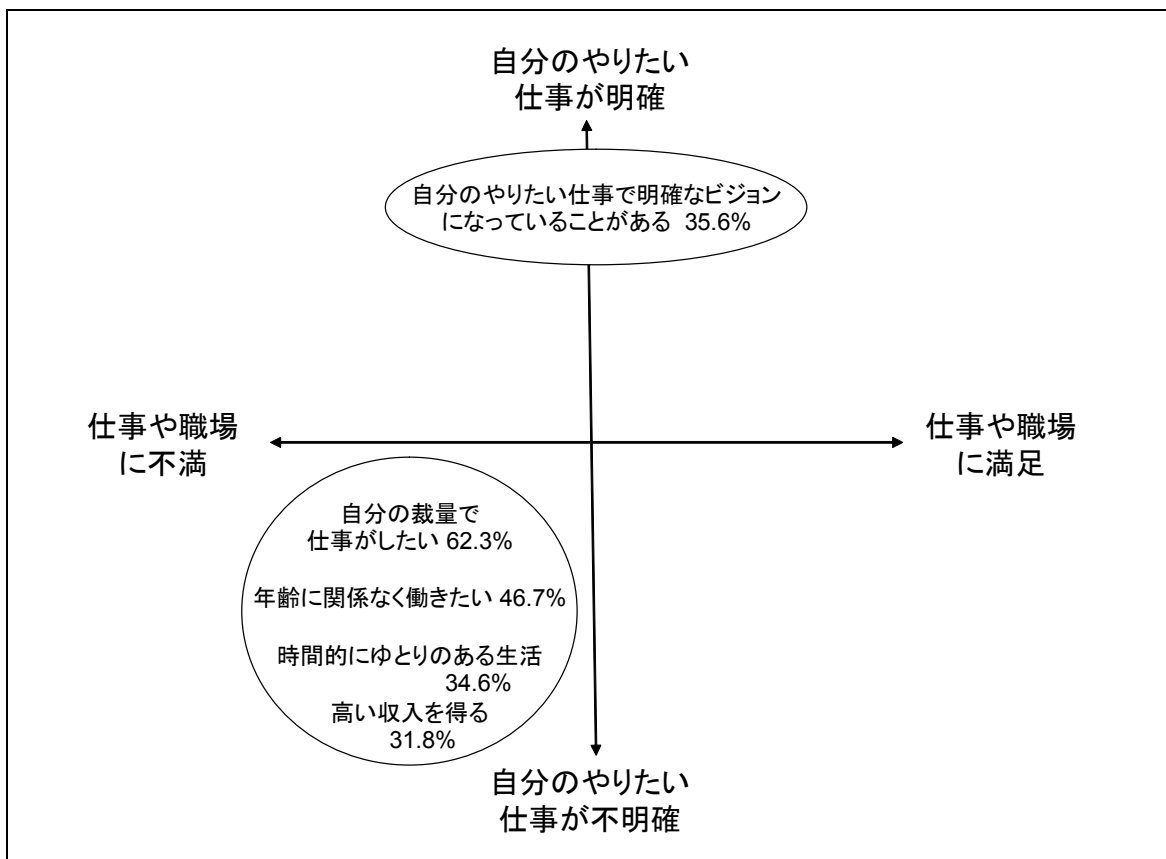 自分のやりたい
仕事が明確
自分のやりたい仕事で明確なビジョン
になっていることがある 35.6%
仕事や職場
に不満
仕事や職場
に満足
自分の裁量で
仕事がしたい 62.3%
年齢に関係なく働きたい 46.7%
時間的にゆとりのある生活
34.6%
高い収入を得る
31.8%
自分のやりたい
仕事が不明確